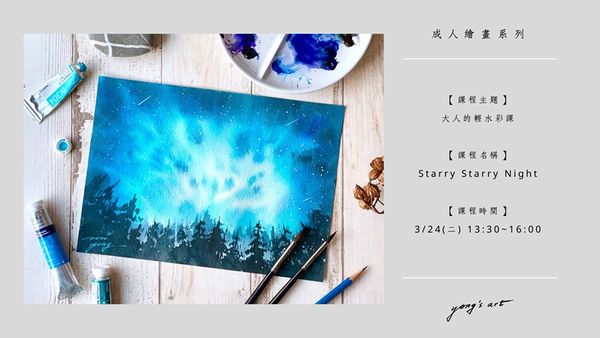 成人繪畫系列
【 課程主題 】
大人的輕水彩課
【 課程名稱 】
Starry Starry Night
【 課程時間 】
3/24(二) 13:30~16:00
yong's art